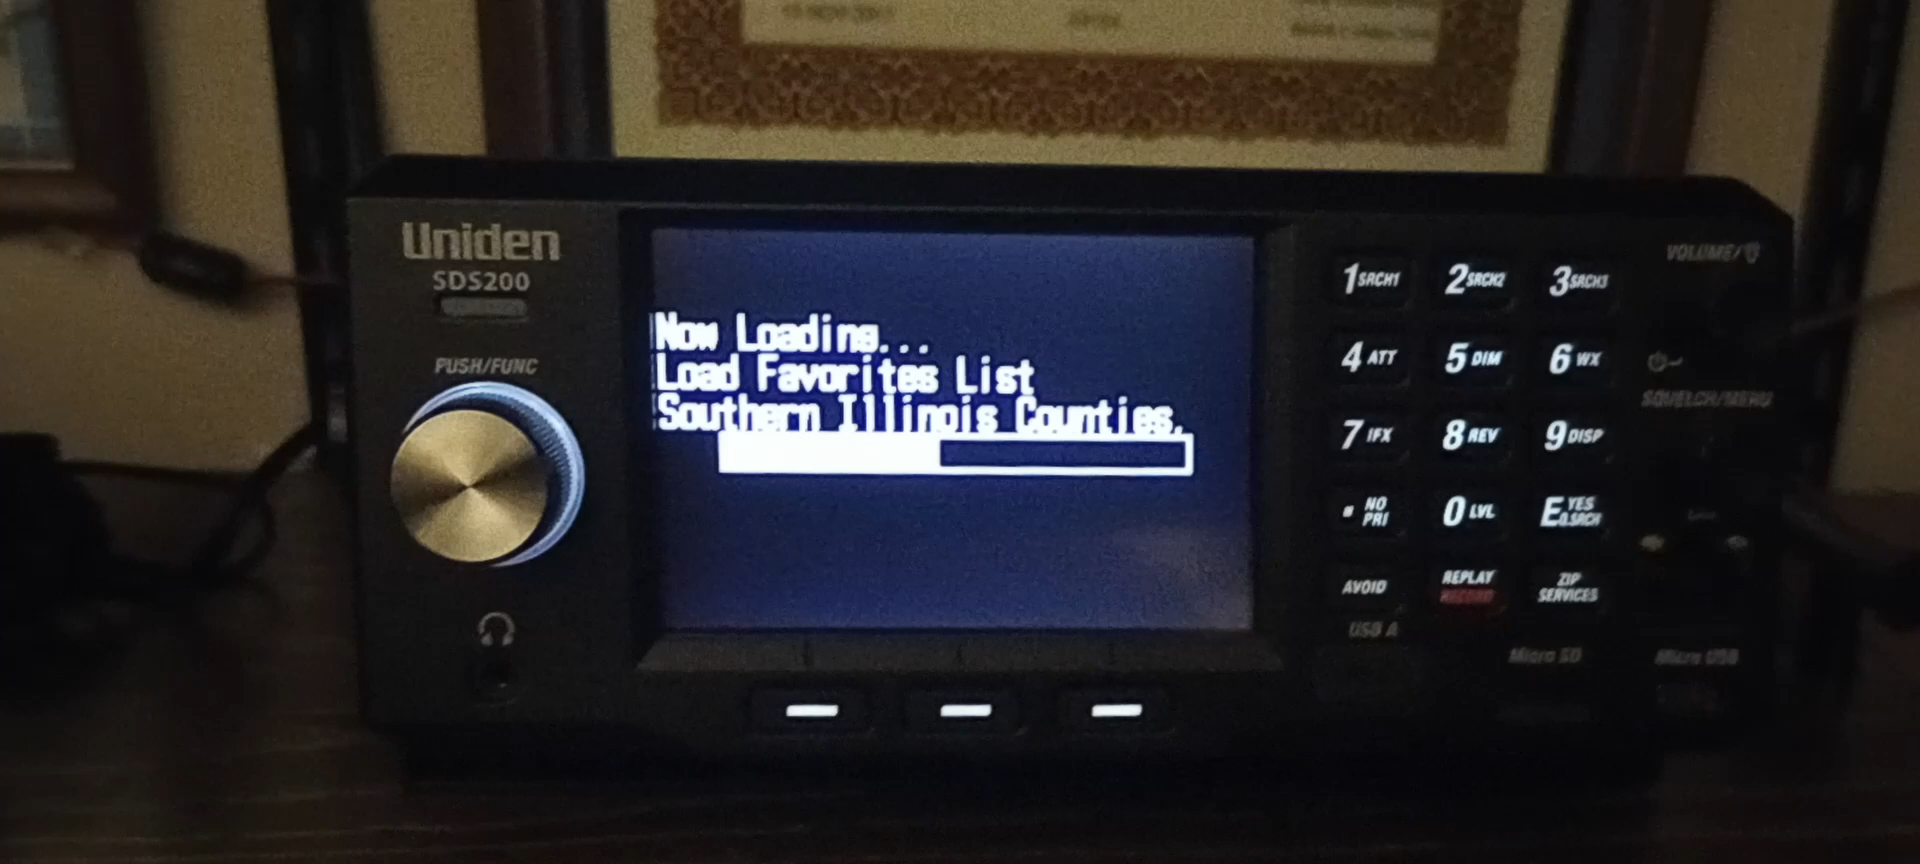 Uniden
SDS200
PUSH/FUNC
Now Loading...
Load Favorites List
Southern Illinois Counties.
1 SRCH1
2 SRCH2
3 SRCH3
VOLUME/
4 ATT
5 DIM
6 WX
SQUELCH/MENU
7 IFX
8 REV
9 DISP
. NO PRI
0 LVL
E YES Q.SRCH
AVOID
REPLAY
RECORD
ZIP
SERVICES
USB A
Micro SD
Micro USB